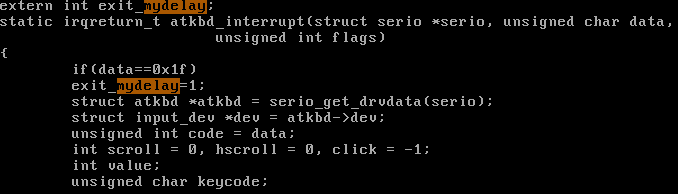 extern int exit_mydelay;
static irqreturn_t atkbd_interrupt(struct serio *serio, unsigned char data,
unsigned int flags)
{
if(data==0x1f)
exit_mydelay=1;
struct atkbd *atkbd = serio_get_drvdata(serio);
struct input_dev *dev = atkbd->dev;
unsigned int code = data;
int scroll = 0, hscroll = 0, click = -1;
int value;
unsigned char keycode;